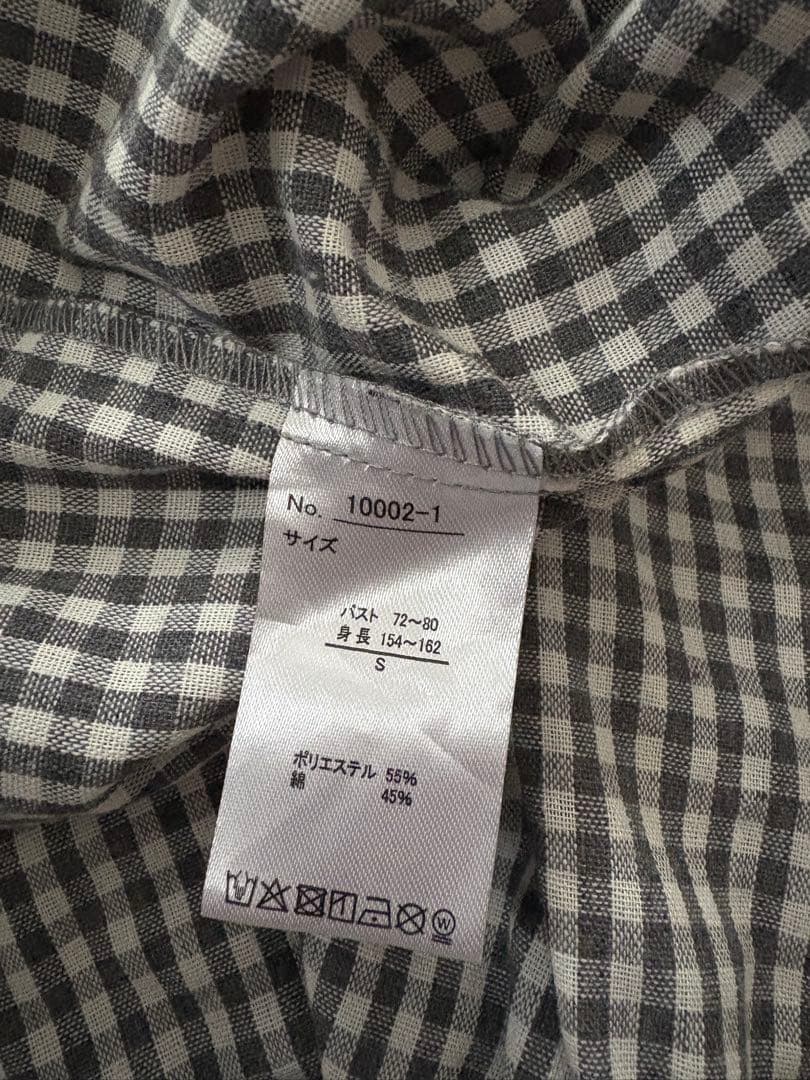 No. 10002-1
サイズ
バスト 72～80
身長 154～162
S
ポリエステル 55%
綿 45%
W